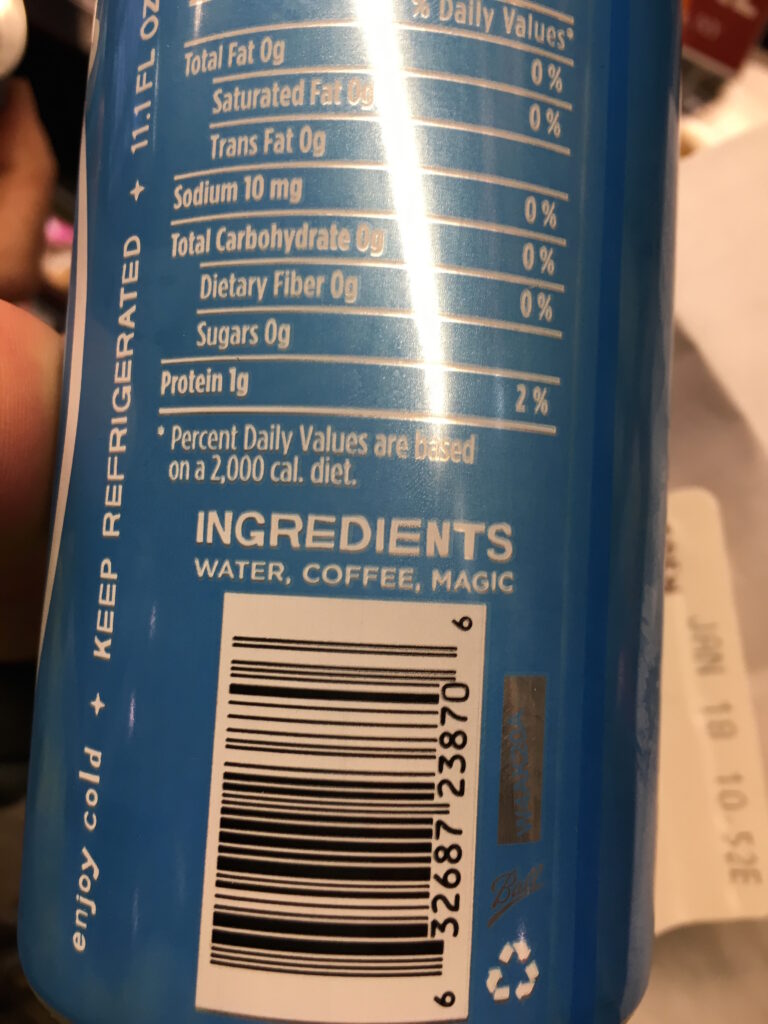 % Daily Values*
Total Fat 0g 0%
Saturated Fat 0g 0%
Trans Fat 0g
Sodium 10 mg 0%
Total Carbohydrate 0g 0%
Dietary Fiber 0g 0%
Sugars 0g
Protein 1g 2%
* Percent Daily Values are based
on a 2,000 cal. diet.
INGREDIENTS
WATER, COFFEE, MAGIC
6 32687 23870 6
enjoy cold + KEEP REFRIGERATED + 11.1 FL OZ
Ball
JAN 18 10:52E